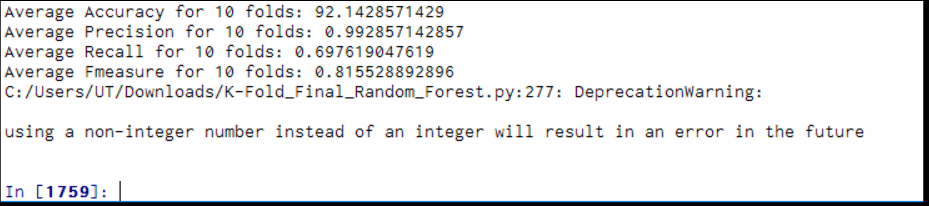 Average Accuracy for 10 folds: 92.1428571429
Average Precision for 10 folds: 0.992857142857
Average Recall for 10 folds: 0.697619047619
Average Fmeasure for 10 folds: 0.815528892896
C:/Users/UT/Downloads/K-Fold_Final_Random_Forest.py:277: DeprecationWarning:
using a non-integer number instead of an integer will result in an error in the future
In [1759]: